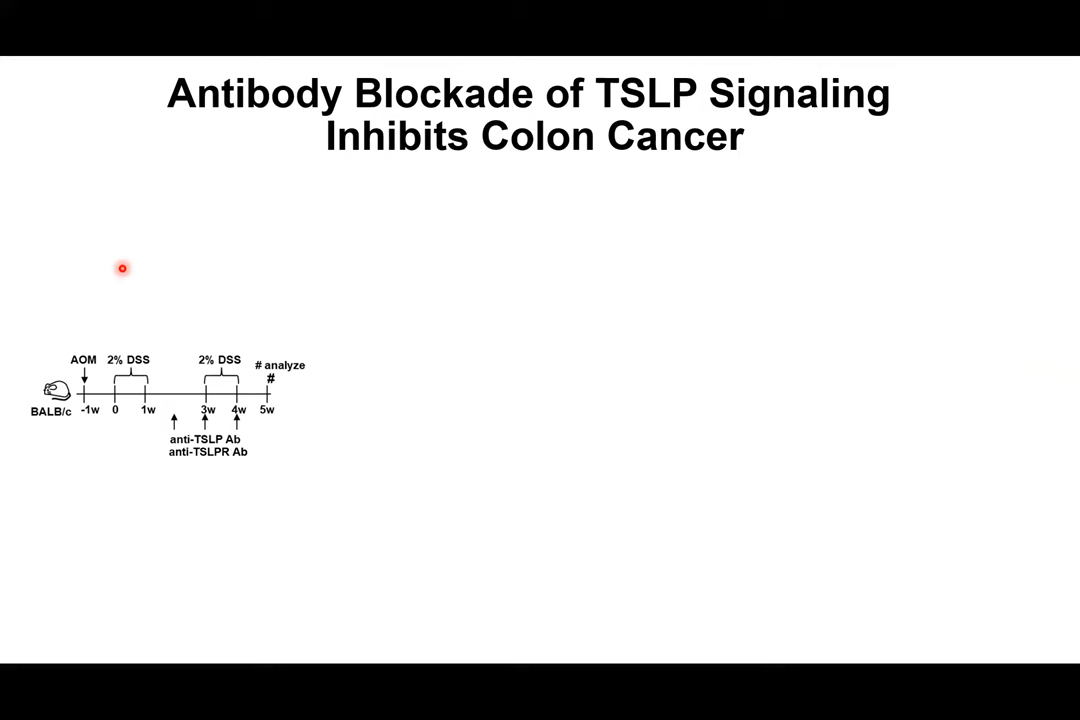 Antibody Blockade of TSLP Signaling
Inhibits Colon Cancer
AOM 2% DSS 2% DSS # analyze
#
BALB/c -1w 0 1w 3w 4w 5w
anti-TSLP Ab
anti-TSLPR Ab